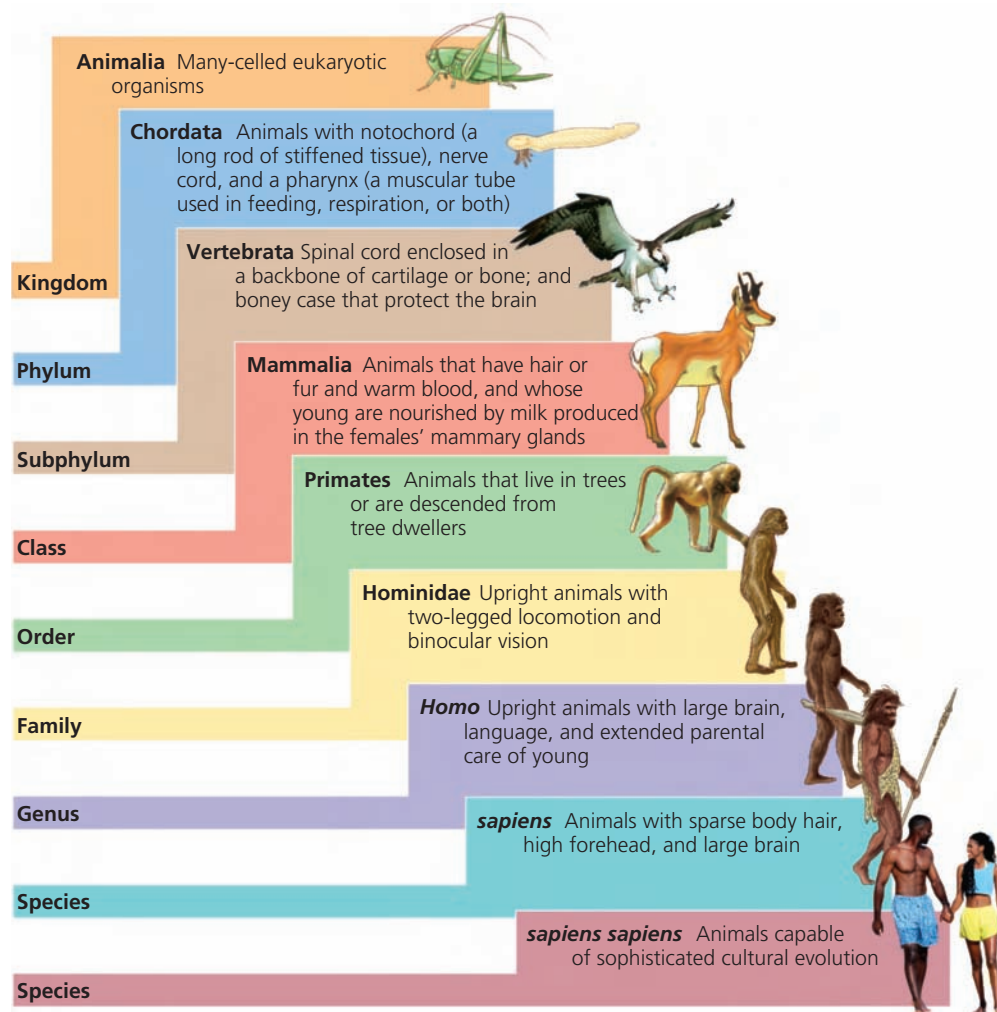 Animalia Many-celled eukaryotic
organisms
Chordata Animals with notochord (a
long rod of stiffened tissue), nerve
cord, and a pharynx (a muscular tube
used in feeding, respiration, or both)
Vertebrata Spinal cord enclosed in
a backbone of cartilage or bone; and
boney case that protect the brain
Kingdom
Phylum
Mammalia Animals that have hair or
fur and warm blood, and whose
young are nourished by milk produced
in the females’ mammary glands
Subphylum
Primates Animals that live in trees
or are descended from
tree dwellers
Class
Hominidae Upright animals with
two-legged locomotion and
binocular vision
Order
Homo Upright animals with large brain,
language, and extended parental
care of young
Family
Genus
sapiens Animals with sparse body hair,
high forehead, and large brain
Species
sapiens sapiens Animals capable
of sophisticated cultural evolution
Species